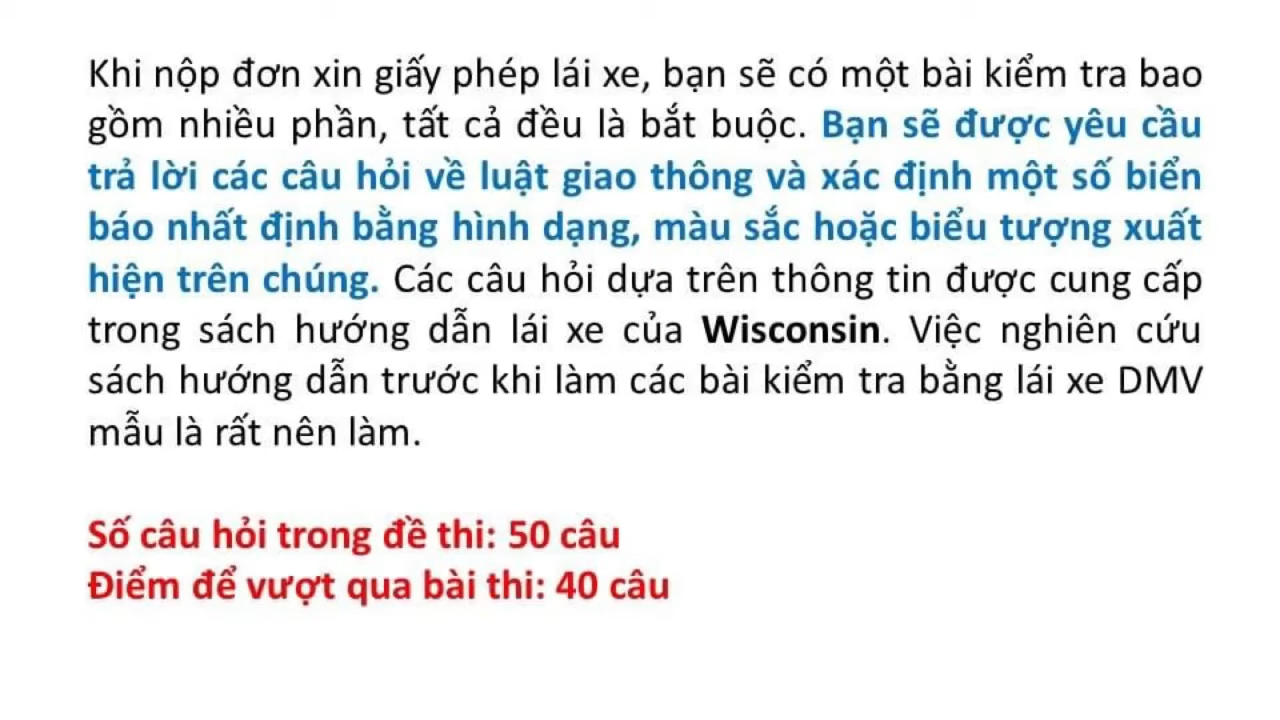 Khi nộp đơn xin giấy phép lái xe, bạn sẽ có một bài kiểm tra bao
gồm nhiều phần, tất cả đều là bắt buộc. Bạn sẽ được yêu cầu
trả lời các câu hỏi về luật giao thông và xác định một số biển
báo nhất định bằng hình dạng, màu sắc hoặc biểu tượng xuất
hiện trên chúng. Các câu hỏi dựa trên thông tin được cung cấp
trong sách hướng dẫn lái xe của Wisconsin. Việc nghiên cứu
sách hướng dẫn trước khi làm các bài kiểm tra bằng lái xe DMV
mẫu là rất nên làm.
Số câu hỏi trong đề thi: 50 câu
Điểm để vượt qua bài thi: 40 câu